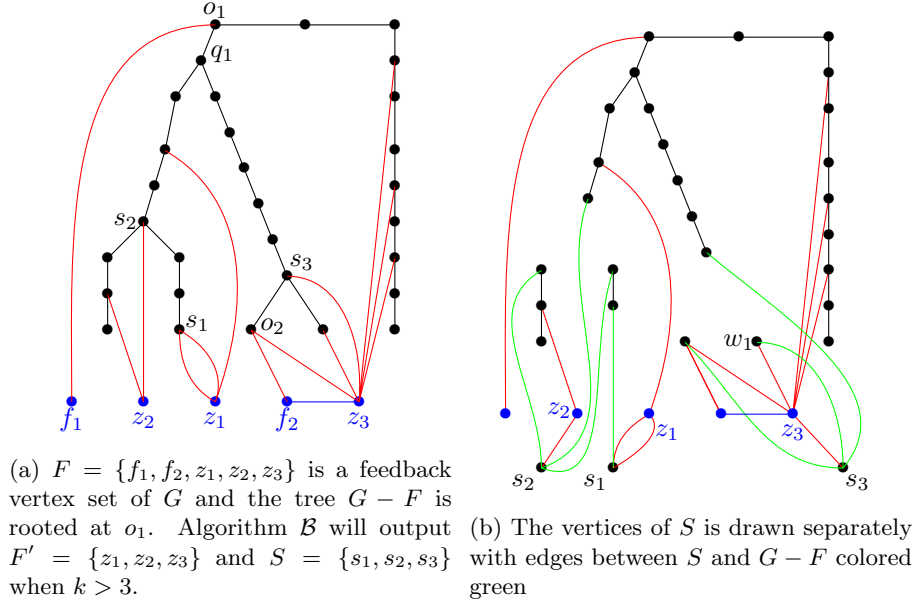 o₁
q₁
s₂
s₃
s₁
o₂
f₁ z₂ z₁ f₂ z₃
w₁
z₂
z₁
z₃
s₂ s₁ s₃
(a) F = {f₁, f₂, z₁, z₂, z₃} is a feedback
vertex set of G and the tree G − F is
rooted at o₁. Algorithm ℬ will output
F′ = {z₁, z₂, z₃} and S = {s₁, s₂, s₃}
when k > 3.
(b) The vertices of S is drawn separately
with edges between S and G − F colored
green